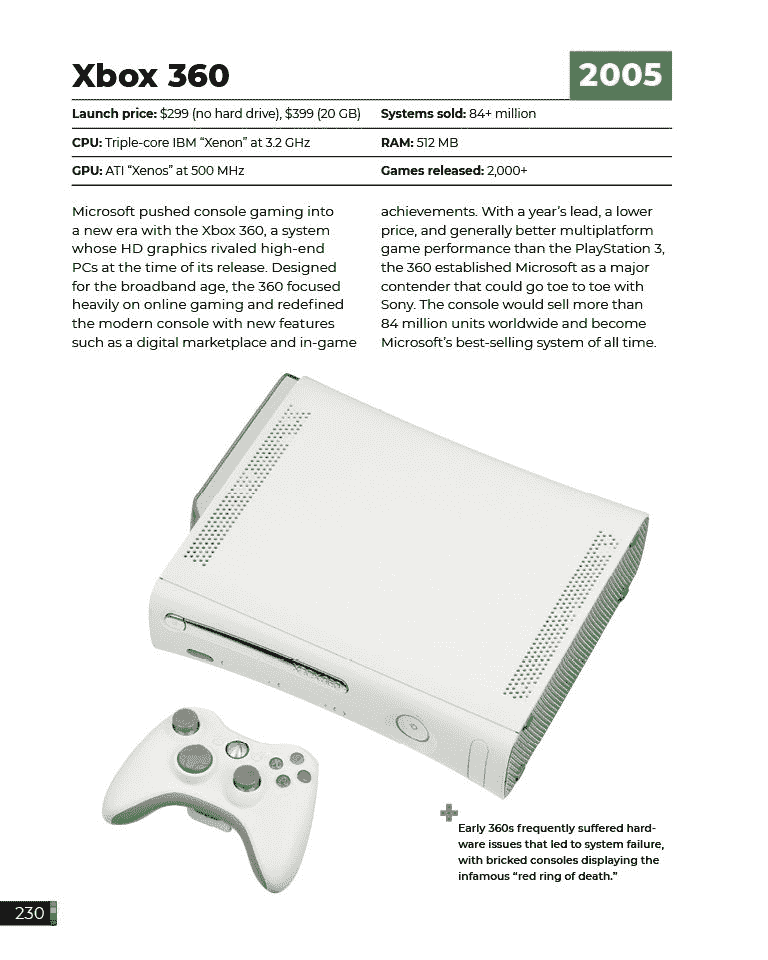 Xbox 360
2005
Launch price: $299 (no hard drive), $399 (20 GB)
Systems sold: 84+ million
CPU: Triple-core IBM “Xenon” at 3.2 GHz
RAM: 512 MB
GPU: ATI “Xenos” at 500 MHz
Games released: 2,000+
Microsoft pushed console gaming into
a new era with the Xbox 360, a system
whose HD graphics rivaled high-end
PCs at the time of its release. Designed
for the broadband age, the 360 focused
heavily on online gaming and redefined
the modern console with new features
such as a digital marketplace and in-game
achievements. With a year’s lead, a lower
price, and generally better multiplatform
game performance than the PlayStation 3,
the 360 established Microsoft as a major
contender that could go toe to toe with
Sony. The console would sell more than
84 million units worldwide and become
Microsoft’s best-selling system of all time.
Early 360s frequently suffered hard-
ware issues that led to system failure,
with bricked consoles displaying the
infamous “red ring of death.”
230